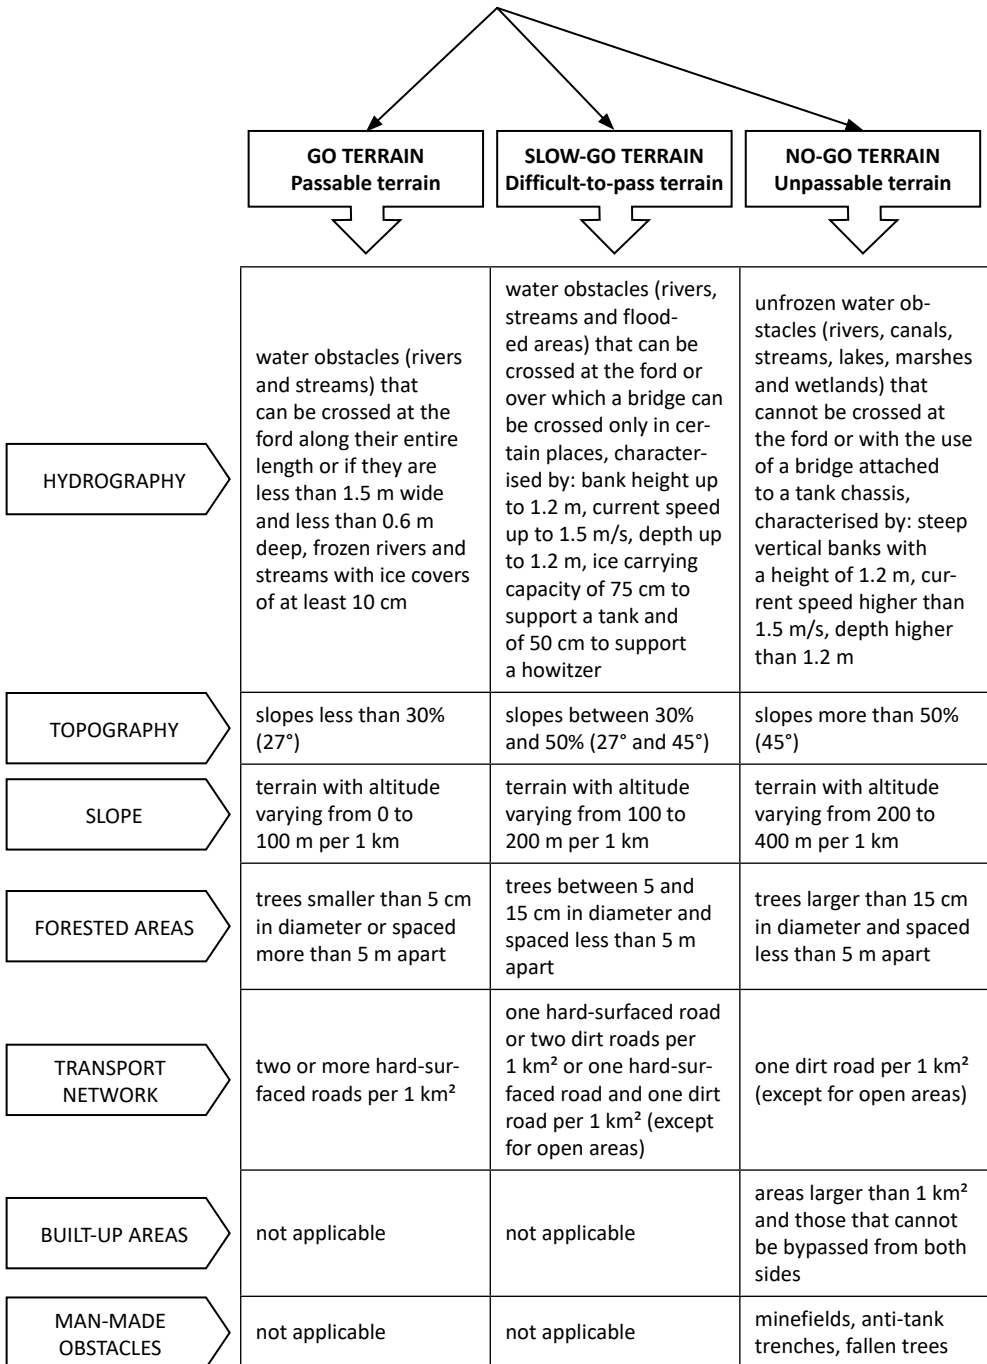 GO TERRAIN
Passable terrain
SLOW-GO TERRAIN
Difficult-to-pass terrain
NO-GO TERRAIN
Unpassable terrain
HYDROGRAPHY
water obstacles (rivers
and streams) that
can be crossed at the
ford along their entire
length or if they are
less than 1.5 m wide
and less than 0.6 m
deep, frozen rivers and
streams with ice covers
of at least 10 cm
water obstacles (rivers,
streams and flood-
ed areas) that can be
crossed at the ford or
over which a bridge can
be crossed only in cer-
tain places, character-
ised by: bank height up
to 1.2 m, current speed
up to 1.5 m/s, depth up
to 1.2 m, ice carrying
capacity of 75 cm to
support a tank and
of 50 cm to support
a howitzer
unfrozen water ob-
stacles (rivers, canals,
streams, lakes, marshes
and wetlands) that
cannot be crossed at
the ford or with the use
of a bridge attached
to a tank chassis,
characterised by: steep
vertical banks with
a height of 1.2 m, cur-
rent speed higher than
1.5 m/s, depth higher
than 1.2 m
TOPOGRAPHY
slopes less than 30%
(27°)
slopes between 30%
and 50% (27° and 45°)
slopes more than 50%
(45°)
SLOPE
terrain with altitude
varying from 0 to
100 m per 1 km
terrain with altitude
varying from 100 to
200 m per 1 km
terrain with altitude
varying from 200 to
400 m per 1 km
FORESTED AREAS
trees smaller than 5 cm
in diameter or spaced
more than 5 m apart
trees between 5 and
15 cm in diameter and
spaced less than 5 m
apart
trees larger than 15 cm
in diameter and spaced
less than 5 m apart
TRANSPORT
NETWORK
two or more hard-sur-
faced roads per 1 km²
one hard-surfaced road
or two dirt roads per
1 km² or one hard-sur-
faced road and one dirt
road per 1 km² (except
for open areas)
one dirt road per 1 km²
(except for open areas)
BUILT-UP AREAS
not applicable
not applicable
areas larger than 1 km²
and those that cannot
be bypassed from both
sides
MAN-MADE
OBSTACLES
not applicable
not applicable
minefields, anti-tank
trenches, fallen trees